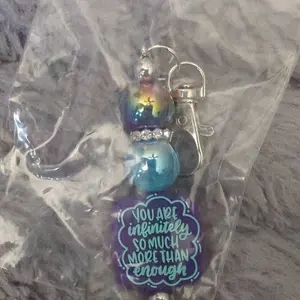 YOU ARE
infinitely
SO MUCH
MORE THAN
enough